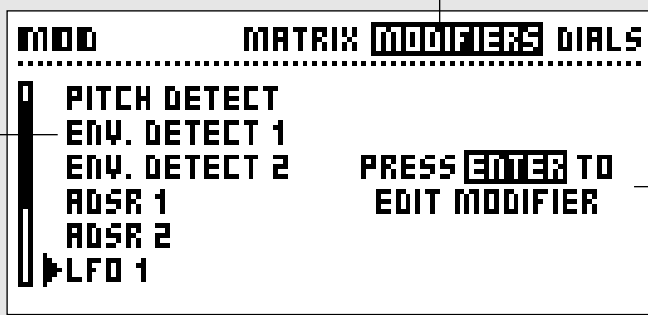 MOD MATRIX MODIFIERS DIALS
PITCH DETECT
ENV. DETECT 1
ENV. DETECT 2
ADSR 1
ADSR 2
LFO 1
PRESS ENTER TO
EDIT MODIFIER